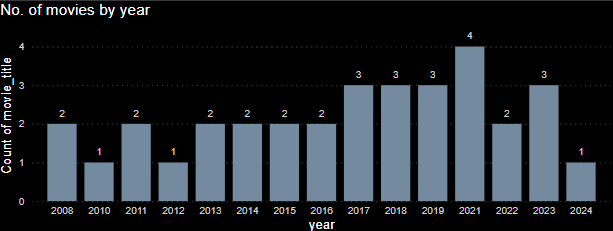 No. of movies by year
Count of movie_title
4
3
2
1
0
2 1 2 1 2 2 2 2 3 3 3 4 2 3 1
2008 2010 2011 2012 2013 2014 2015 2016 2017 2018 2019 2021 2022 2023 2024
year